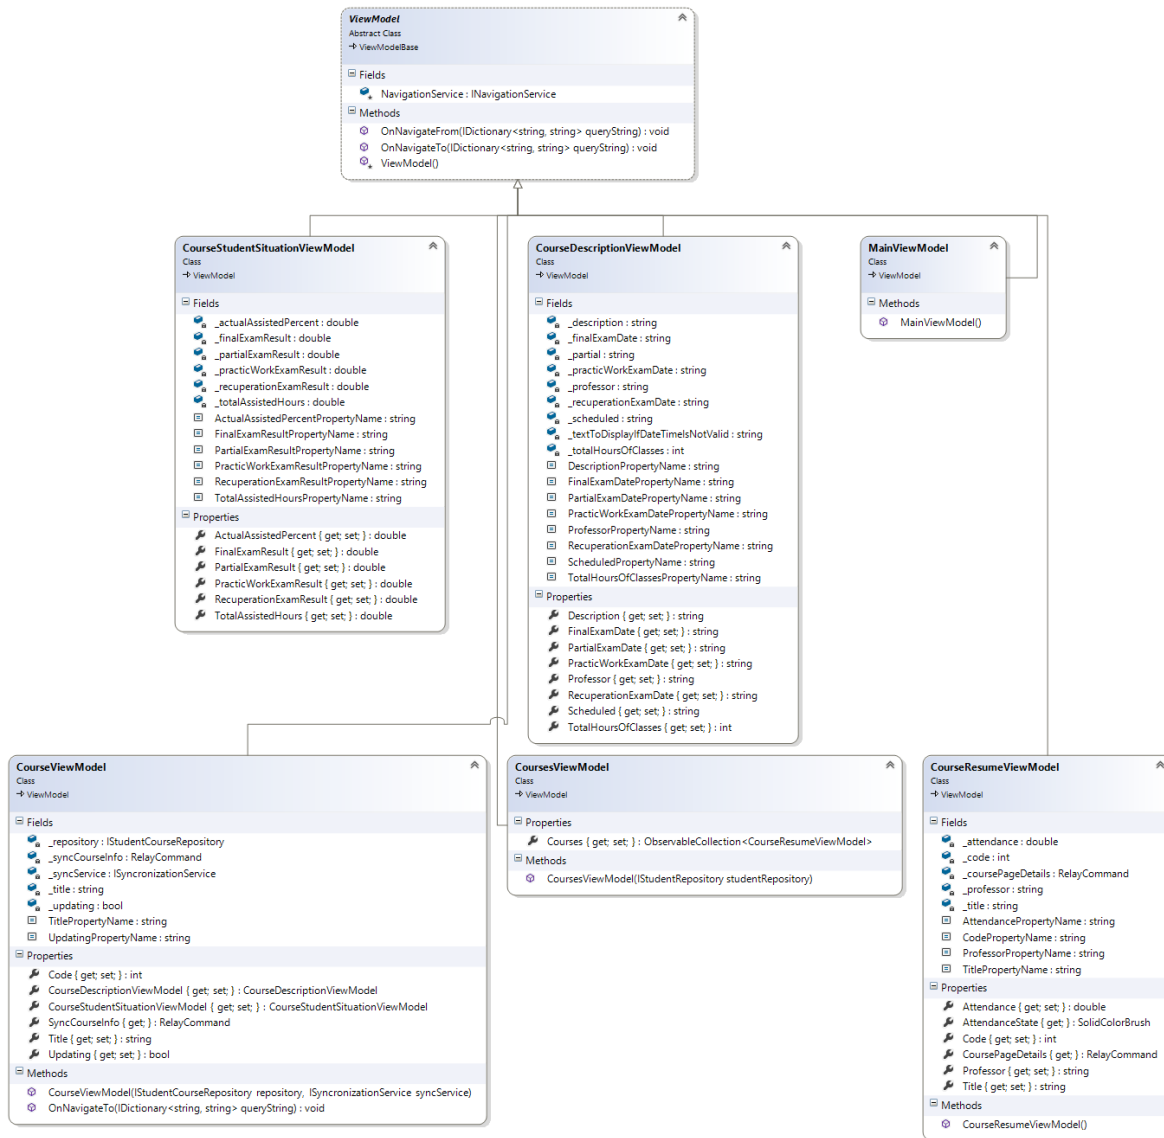 ViewModel
Abstract Class
ViewModelBase
Fields
NavigationService : INavigationService
Methods
OnNavigateFrom(IDictionary<string, string> queryString) : void
OnNavigateTo(IDictionary<string, string> queryString) : void
ViewModel()
CourseStudentSituationViewModel
Class
ViewModel
Fields
_actualAssistedPercent : double
_finalExamResult : double
_partialExamResult : double
_practicWorkExamResult : double
_recuperationExamResult : double
_totalAssistedHours : double
ActualAssistedPercentPropertyName : string
FinalExamResultPropertyName : string
PartialExamResultPropertyName : string
PracticWorkExamResultPropertyName : string
RecuperationExamResultPropertyName : string
TotalAssistedHoursPropertyName : string
Properties
ActualAssistedPercent { get; set; } : double
FinalExamResult { get; set; } : double
PartialExamResult { get; set; } : double
PracticWorkExamResult { get; set; } : double
RecuperationExamResult { get; set; } : double
TotalAssistedHours { get; set; } : double
CourseDescriptionViewModel
Class
ViewModel
Fields
_description : string
_finalExamDate : string
_partial : string
_practicWorkExamDate : string
_professor : string
_recuperationExamDate : string
_scheduled : string
_textToDisplayIfDateTimeIsNotValid : string
_totalHoursOfClasses : int
DescriptionPropertyName : string
FinalExamDatePropertyName : string
PartialExamDatePropertyName : string
PracticWorkExamDatePropertyName : string
ProfessorPropertyName : string
RecuperationExamDatePropertyName : string
ScheduledPropertyName : string
TotalHoursOfClassesPropertyName : string
Properties
Description { get; set; } : string
FinalExamDate { get; set; } : string
PartialExamDate { get; set; } : string
PracticWorkExamDate { get; set; } : string
Professor { get; set; } : string
RecuperationExamDate { get; set; } : string
Scheduled { get; set; } : string
TotalHoursOfClasses { get; set; } : int
MainViewModel
Class
ViewModel
Methods
MainViewModel()
CourseViewModel
Class
ViewModel
Fields
_repository : IStudentCourseRepository
_syncCourseInfo : RelayCommand
_syncService : ISyncronizationService
_title : string
_updating : bool
TitlePropertyName : string
UpdatingPropertyName : string
Properties
Code { get; set; } : int
CourseDescriptionViewModel { get; set; } : CourseDescriptionViewModel
CourseStudentSituationViewModel { get; set; } : CourseStudentSituationViewModel
SyncCourseInfo { get; } : RelayCommand
Title { get; set; } : string
Updating { get; set; } : bool
Methods
CourseViewModel(IStudentCourseRepository repository, ISyncronizationService syncService)
OnNavigateTo(IDictionary<string, string> queryString) : void
CoursesViewModel
Class
ViewModel
Properties
Courses { get; set; } : ObservableCollection<CourseResumeViewModel>
Methods
CoursesViewModel(IStudentRepository studentRepository)
CourseResumeViewModel
Class
ViewModel
Fields
_attendance : double
_code : int
_coursePageDetails : RelayCommand
_professor : string
_title : string
AttendancePropertyName : string
CodePropertyName : string
ProfessorPropertyName : string
TitlePropertyName : string
Properties
Attendance { get; set; } : double
AttendanceState { get; } : SolidColorBrush
Code { get; set; } : int
CoursePageDetails { get; } : RelayCommand
Professor { get; set; } : string
Title { get; set; } : string
Methods
CourseResumeViewModel()